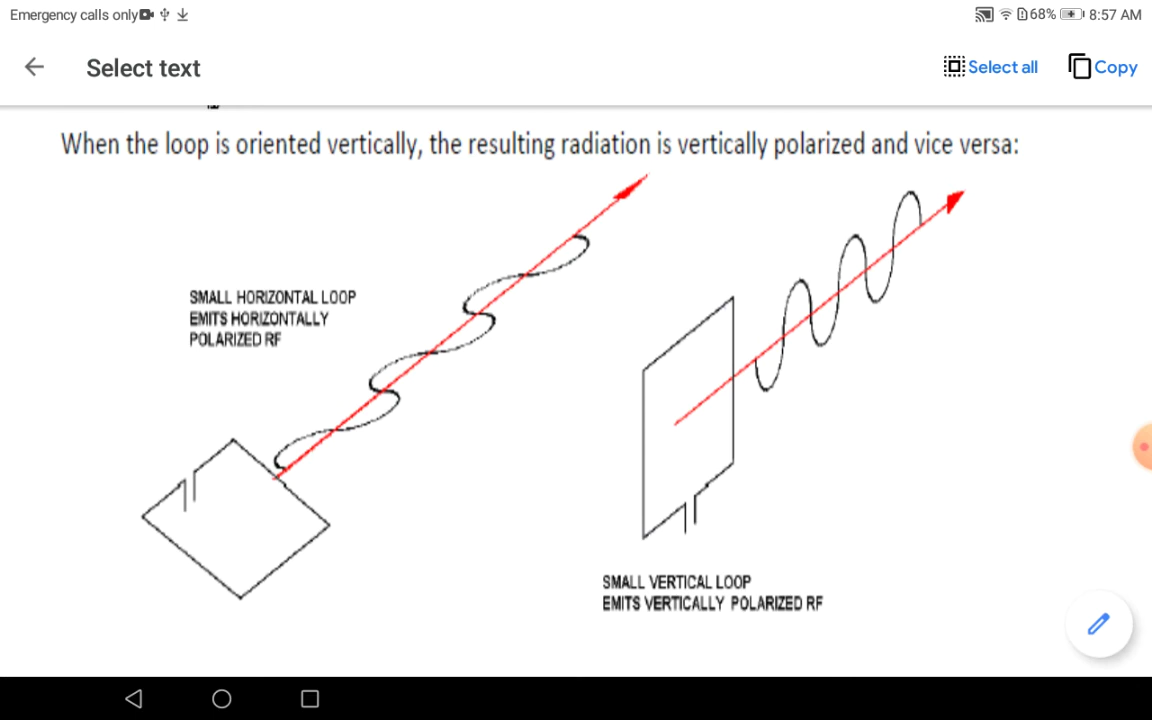 Emergency calls only 68% 8:57 AM
Select text Select all Copy
When the loop is oriented vertically, the resulting radiation is vertically polarized and vice versa:
SMALL HORIZONTAL LOOP
EMITS HORIZONTALLY
POLARIZED RF
SMALL VERTICAL LOOP
EMITS VERTICALLY POLARIZED RF